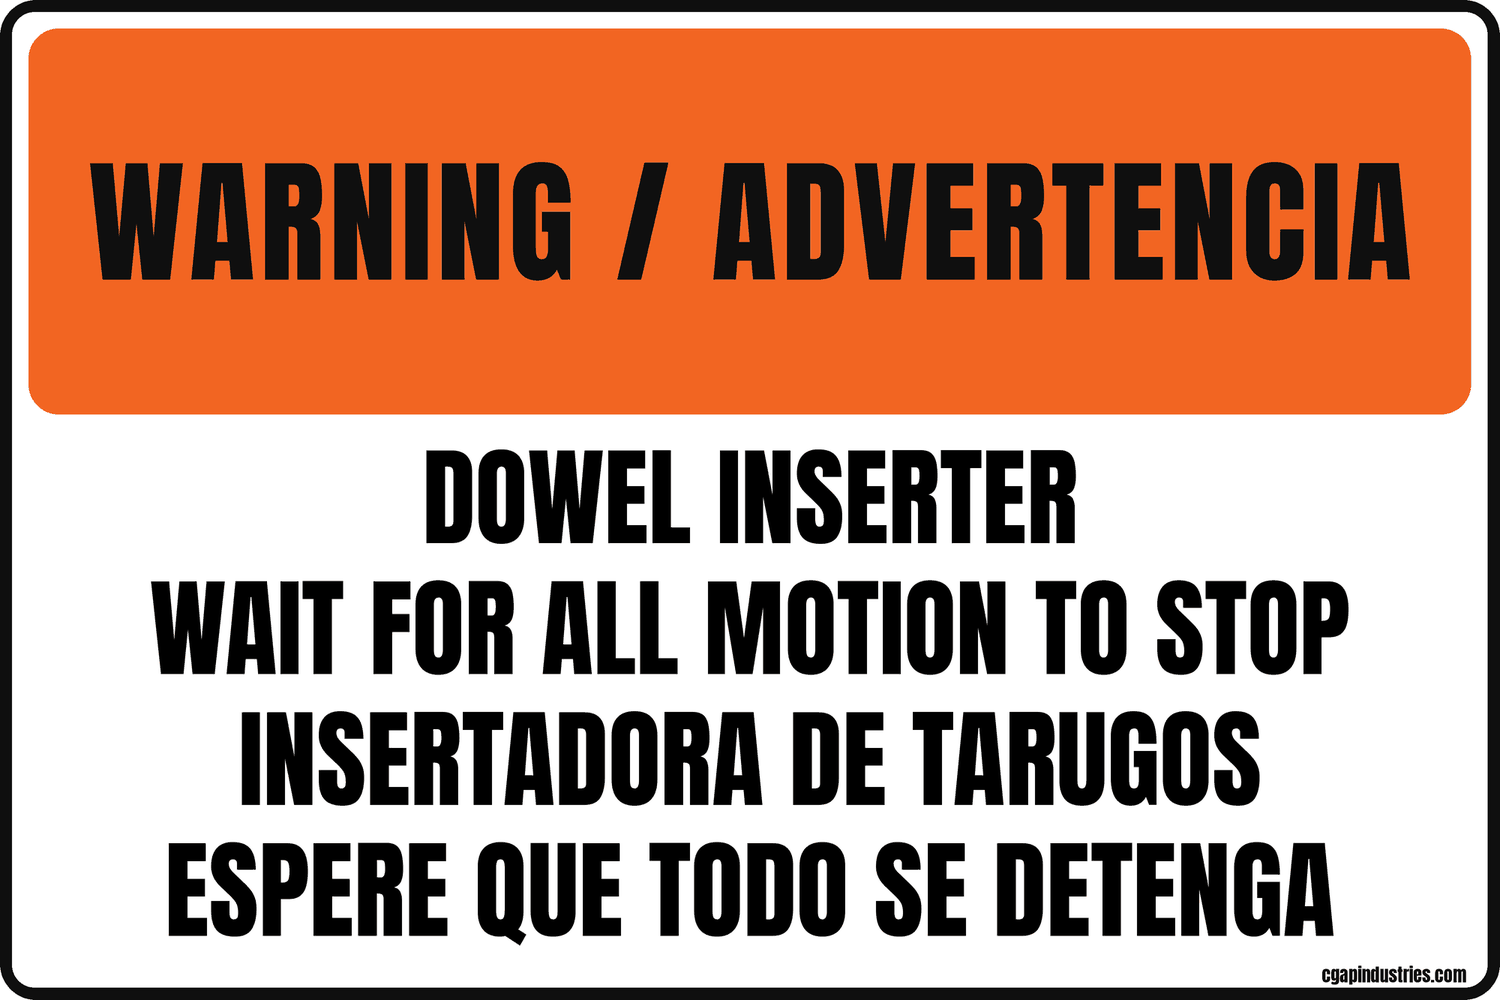 WARNING / ADVERTENCIA
DOWEL INSERTER
WAIT FOR ALL MOTION TO STOP
INSERTADORA DE TARUGOS
ESPERE QUE TODO SE DETENGA
cgapindustries.com